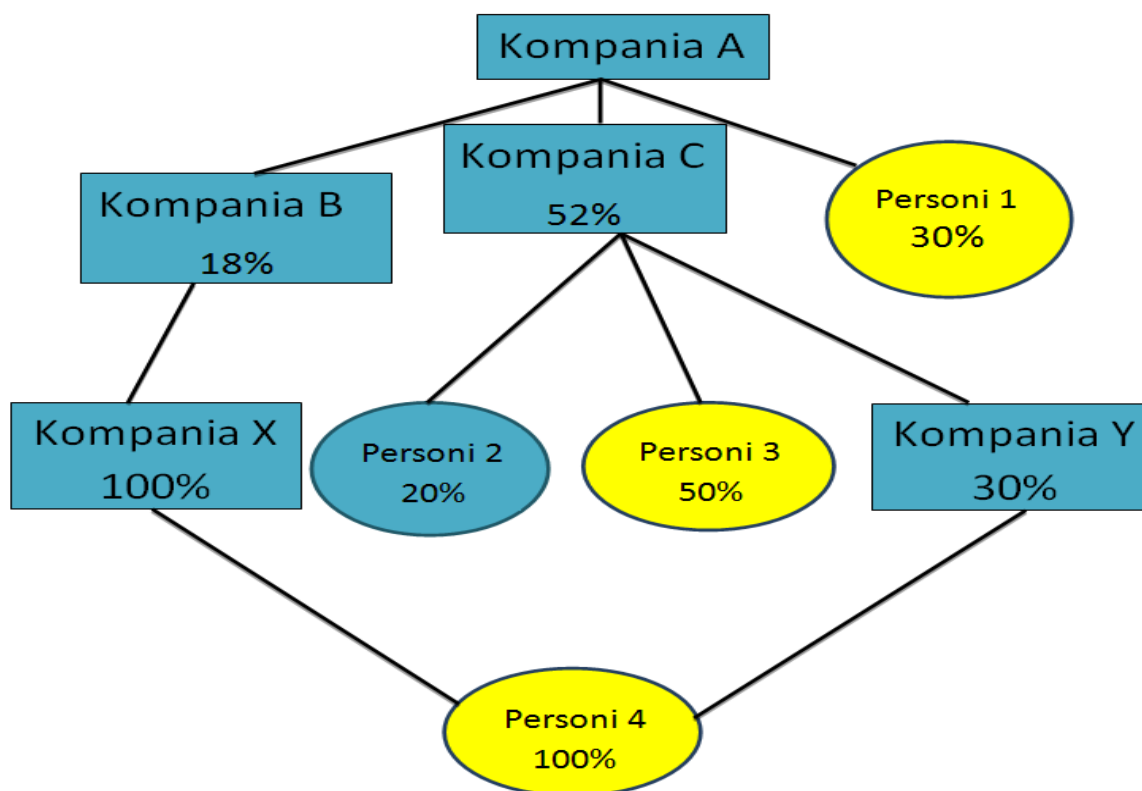 Kompania A
Kompania B
18%
Kompania C
52%
Personi 1
30%
Kompania X
100%
Personi 2
20%
Personi 3
50%
Kompania Y
30%
Personi 4
100%